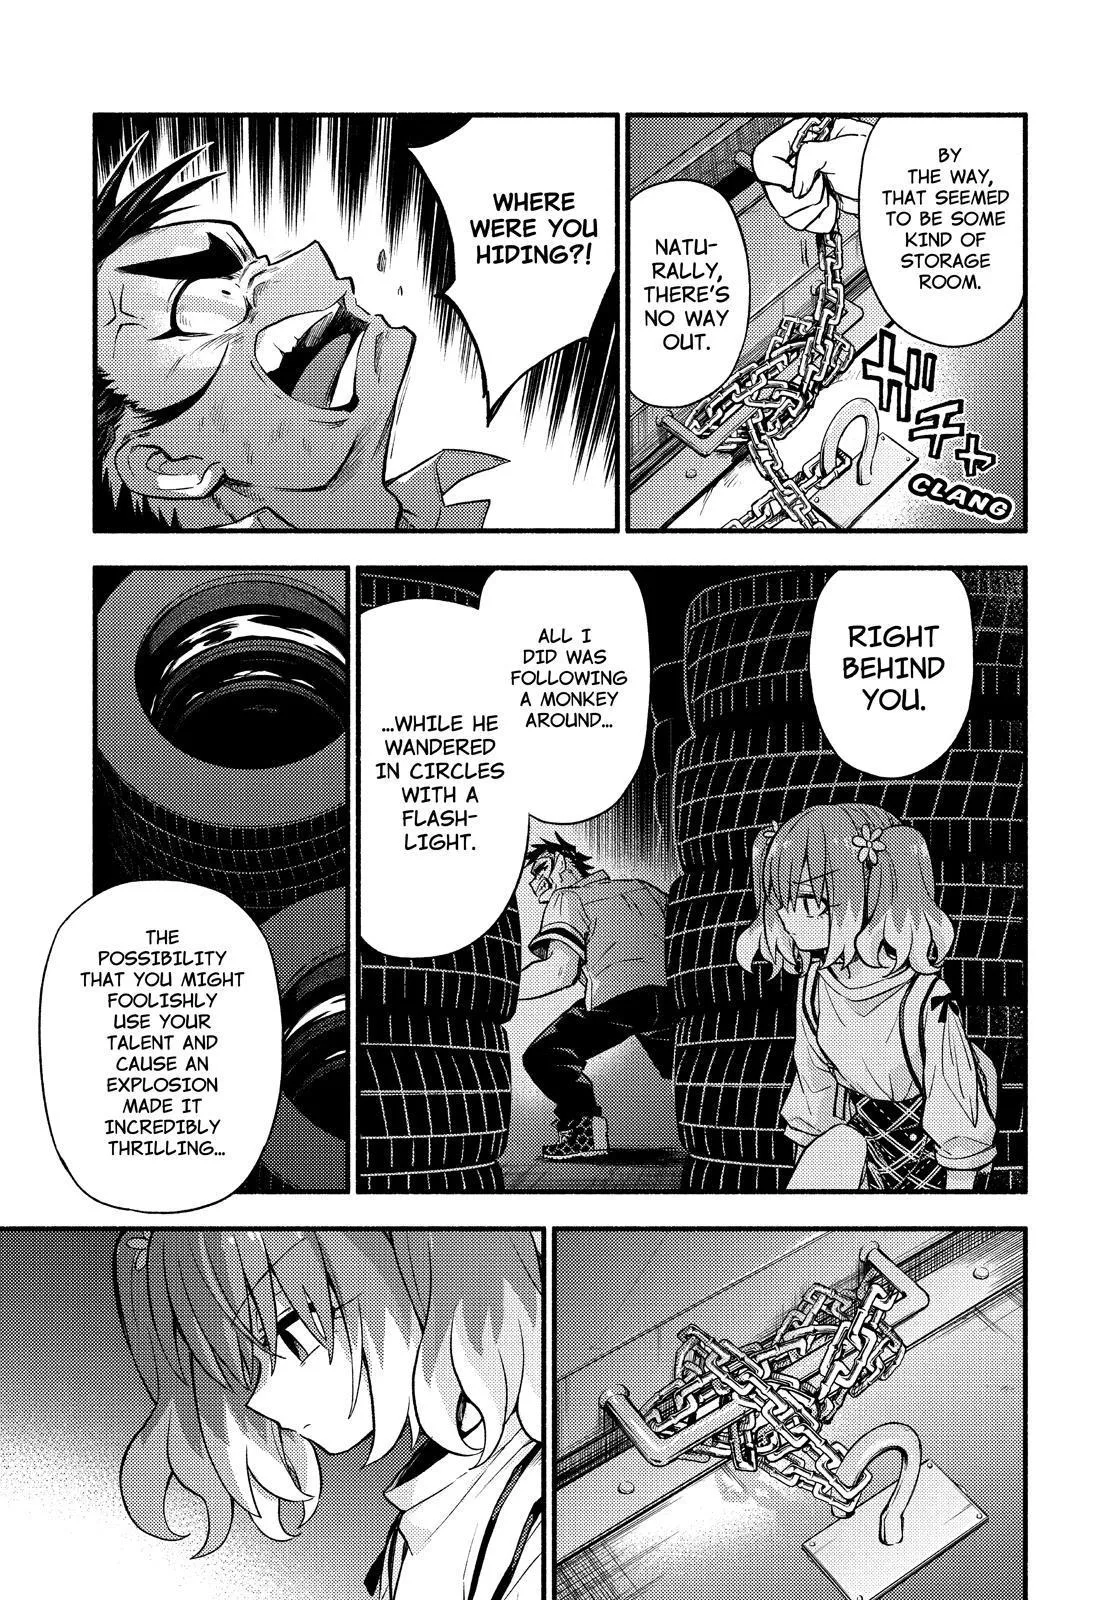 BY
THE WAY,
THAT SEEMED
TO BE SOME
KIND OF
STORAGE
ROOM.
NATU-
RALLY,
THERE'S
NO WAY
OUT.
ガチャ
CLANG
WHERE
WERE YOU
HIDING?!
RIGHT
BEHIND
YOU.
ALL I
DID WAS
FOLLOWING
A MONKEY
AROUND...
...WHILE HE
WANDERED
IN CIRCLES
WITH A
FLASH-
LIGHT.
THE
POSSIBILITY
THAT YOU MIGHT
FOOLISHLY
USE YOUR
TALENT AND
CAUSE AN
EXPLOSION
MADE IT
INCREDIBLY
THRILLING...